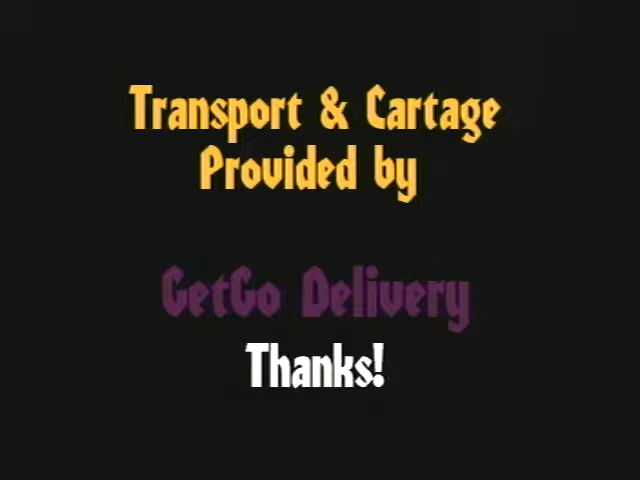 Transport & Cartage
Provided by
GetGo Delivery
Thanks!